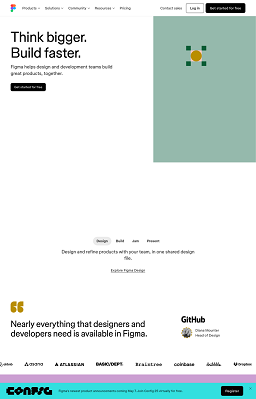 Products Solutions Community Resources Pricing Contact sales Log in Get started for free
Think bigger.
Build faster.
Figma helps design and development teams build
great products, together.
Get started for free
Design Build Jam Present
Design and refine products with your team, in one shared design
file.
Explore Figma Design
Nearly everything that designers and
developers need is available in Figma.
GitHub
Diana Mounter
Head of Design
asana ATLASSIAN BASIC/DEPT Braintree coinbase Dropbox
CONFIG
Register